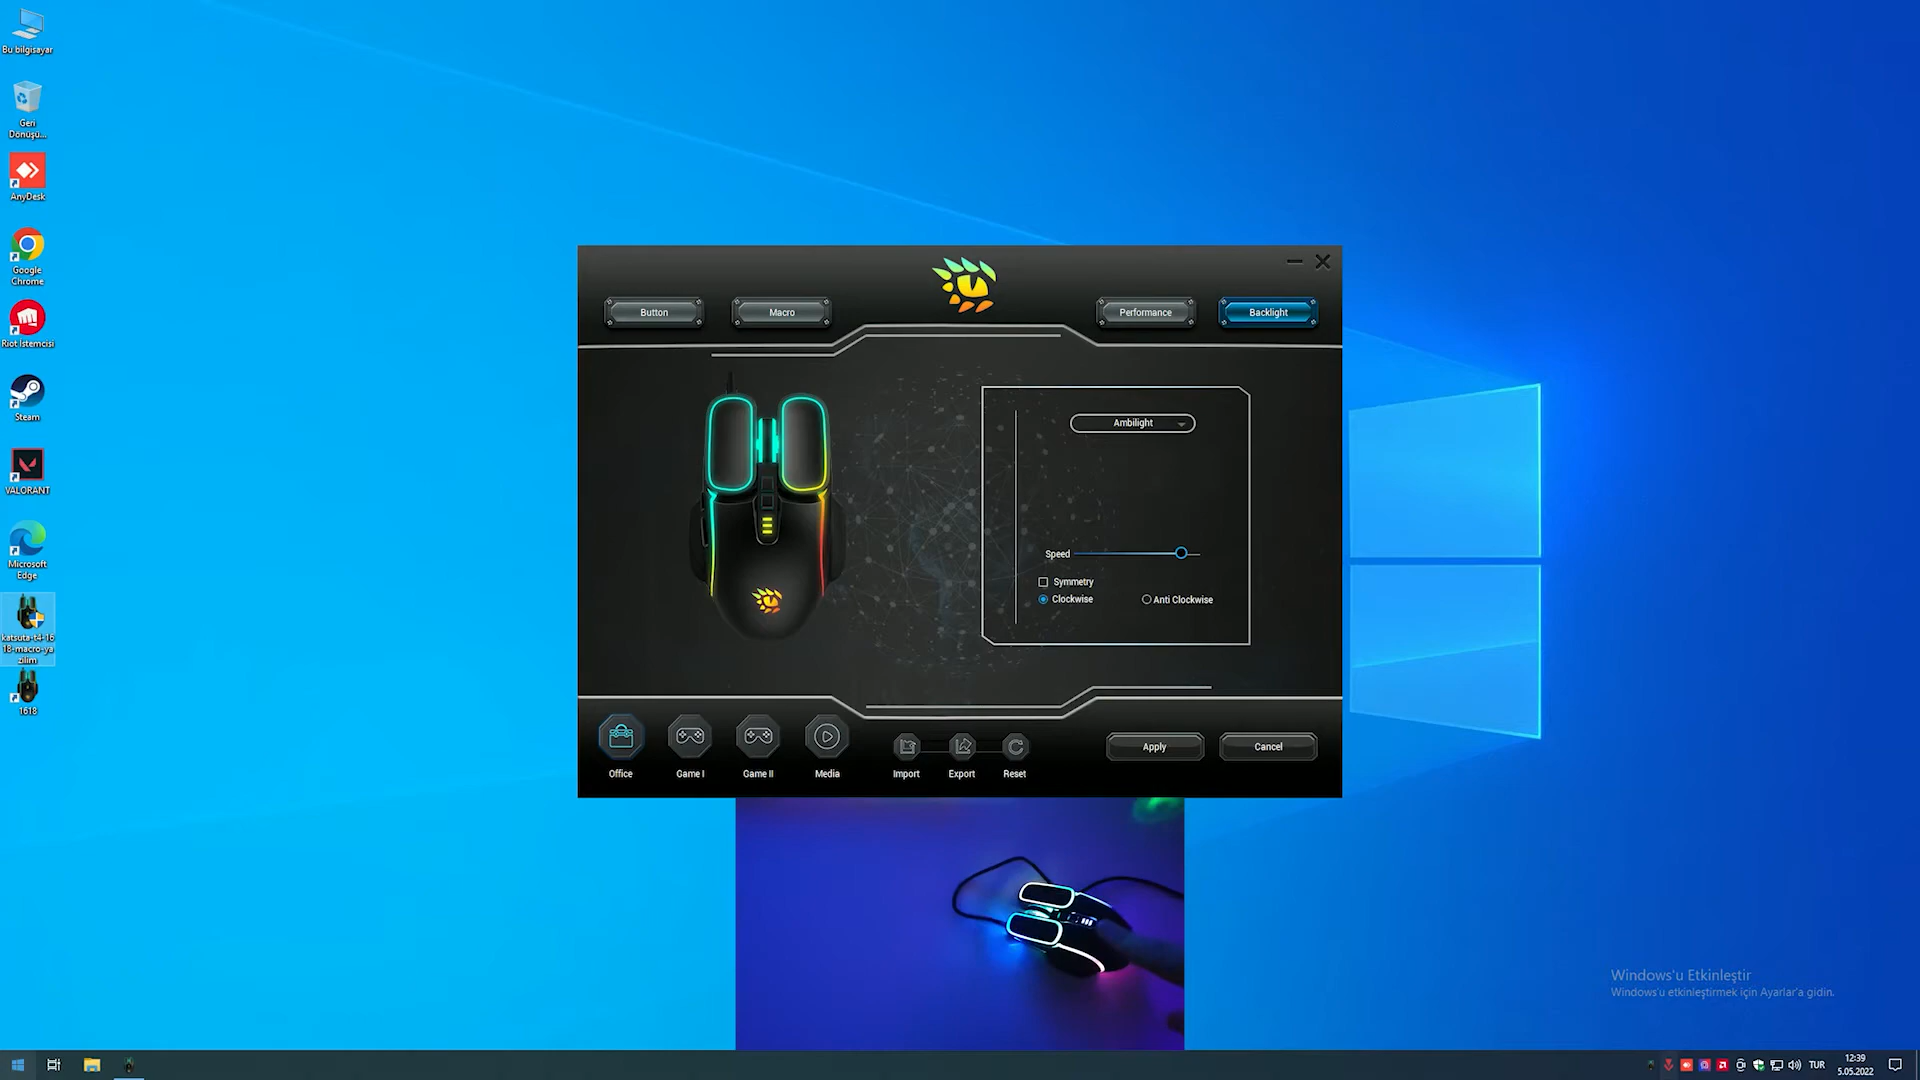 Bu bilgisayar
Geri
Dönüşü...
AnyDesk
Google
Chrome
Riot İstemcisi
Steam
VALORANT
Microsoft
Edge
katsuta-t4-16
18-macro-ya
zilim
1618
Button
Macro
Performance
Backlight
Ambilight
Speed
Symmetry
Clockwise
Anti Clockwise
Office
Game I
Game II
Media
Import
Export
Reset
Apply
Cancel
Windows'u Etkinleştir
Windows'u etkinleştirmek için Ayarlar'a gidin.
TUR
12:39
5.05.2022